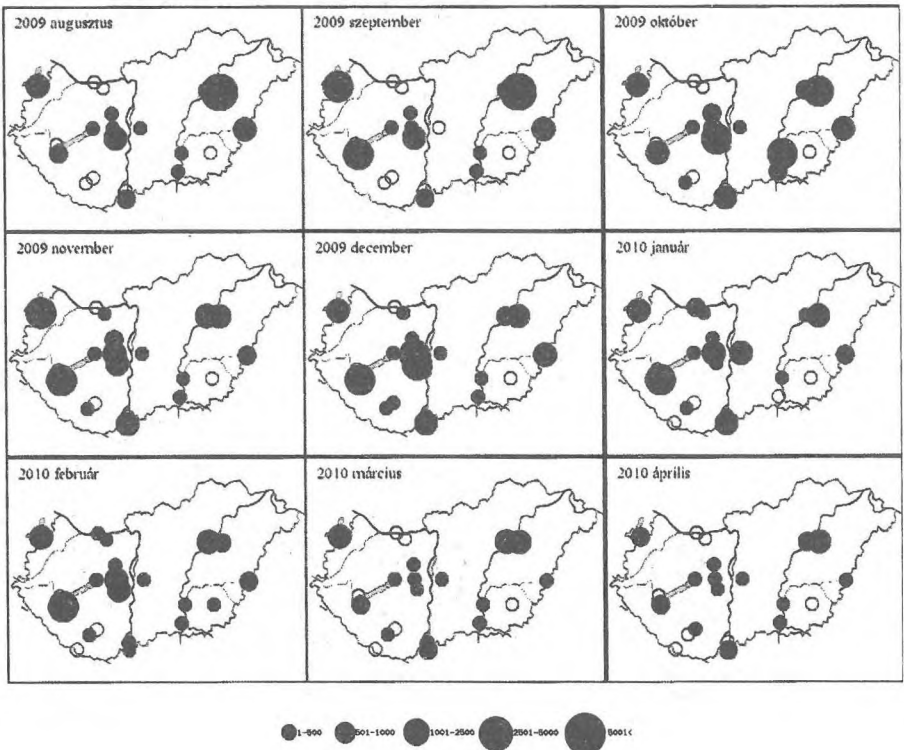 2009 augusztus
2009 szeptember
2009 október
2009 november
2009 december
2010 január
2010 február
2010 március
2010 április
1-500 501-1000 1001-2500 2501-5000 5001<